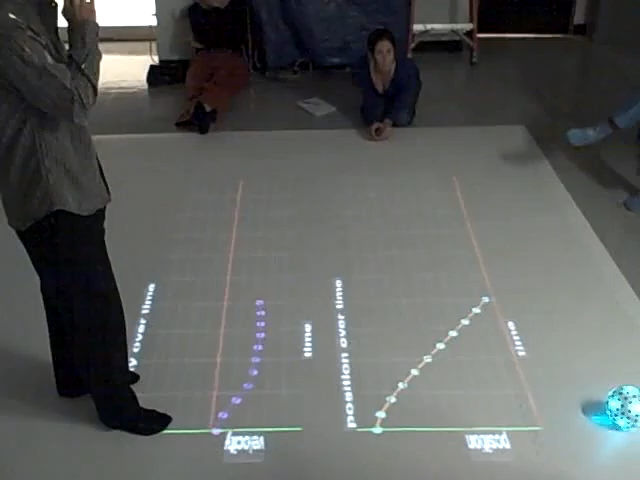 y over time
time
position over time
time
velocity
position